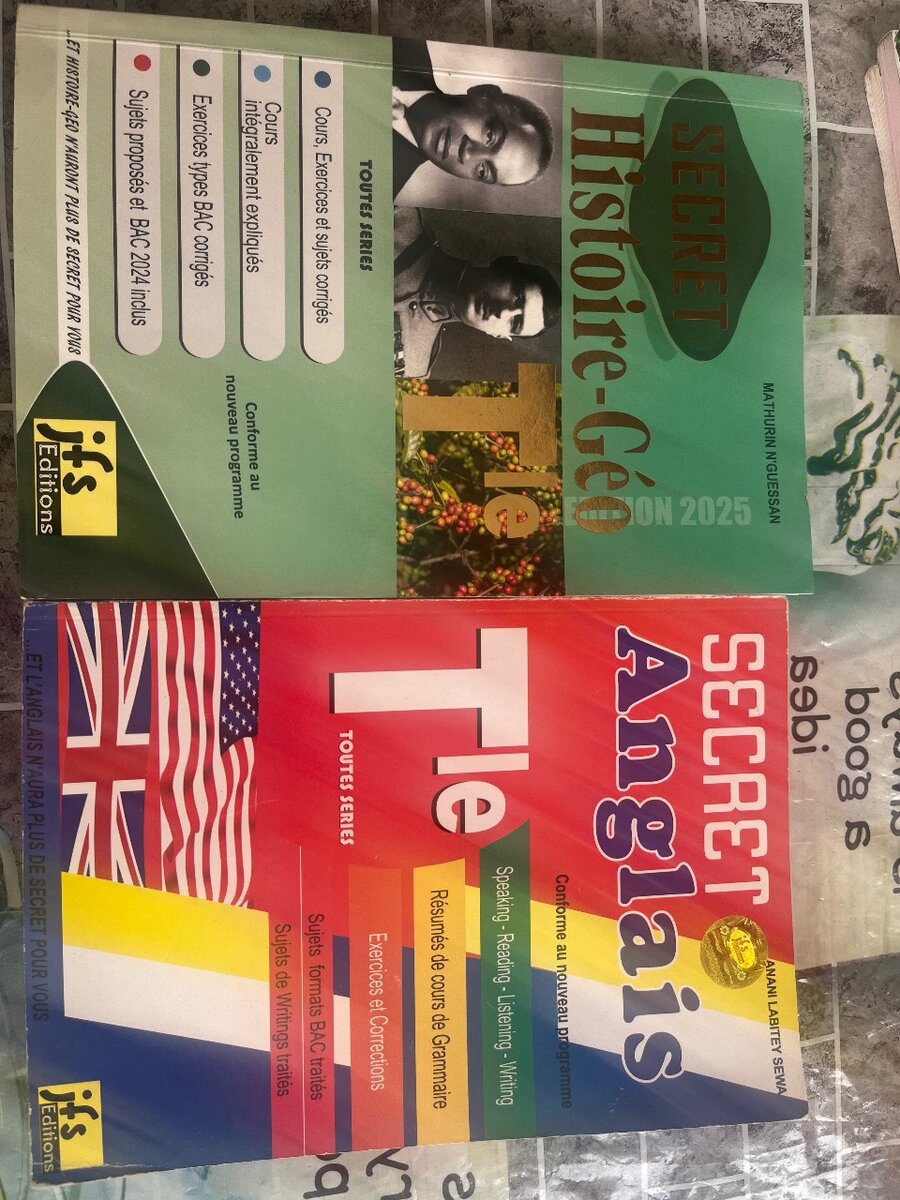 MATHURIN N'GUESSAN
SECRET
Histoire-Géo
EDITION 2025
Tle
TOUTES SERIES
Cours, Exercices et sujets corrigés
Cours
intégralement expliqués
Exercices types BAC corrigés
Sujets proposés et BAC 2024 inclus
Conforme au
nouveau programme
...ET HISTOIRE-GEO N'AURONT PLUS DE SECRET POUR VOUS
jfs
Editions
ANANI LABITEY SEWA
SECRET
Anglais
jfs
Conforme au nouveau programme
Tle
TOUTES SERIES
Speaking - Reading - Listening - Writing
Résumés de cours de Grammaire
Exercices et Corrections
Sujets formats BAC traités
Sujets de Writings traités
...ET L'ANGLAIS N'AURA PLUS DE SECRET POUR VOUS
jfs
Editions
a good
idea